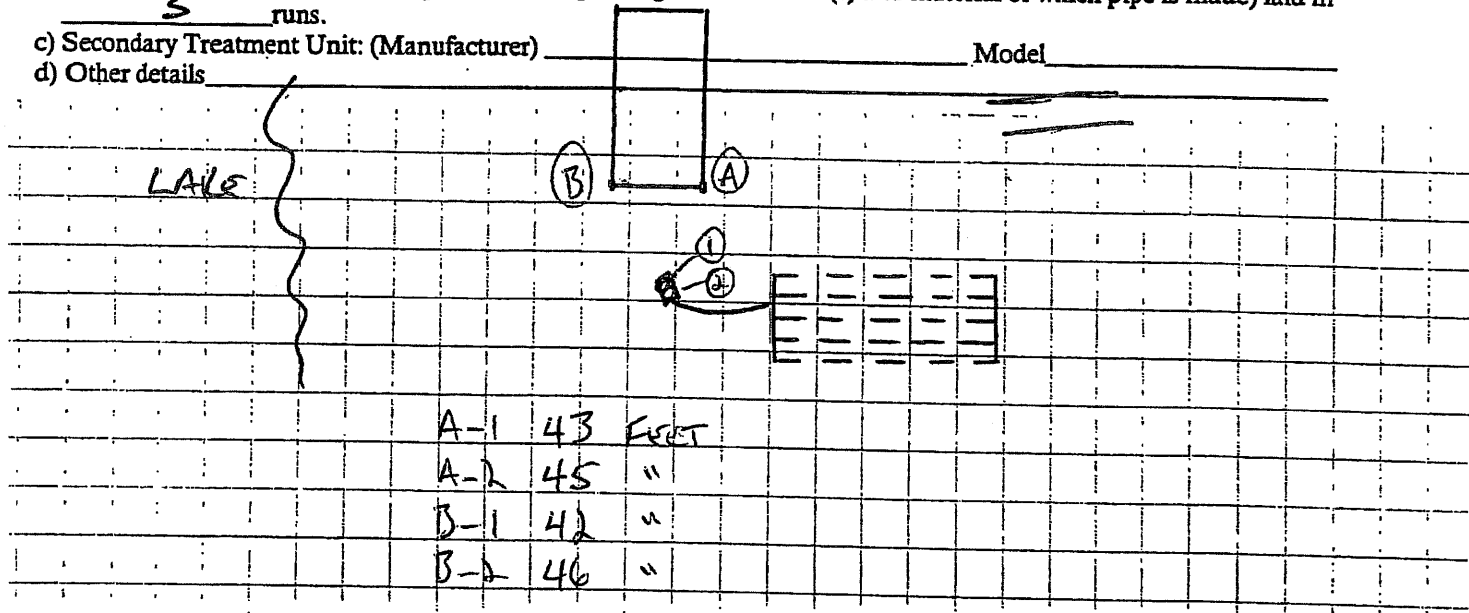 5 runs.
c) Secondary Treatment Unit: (Manufacturer) Model
d) Other details
LAKE
B A
1
2
A-1 43 FEET
A-2 45 "
B-1 42 "
B-2 46 "